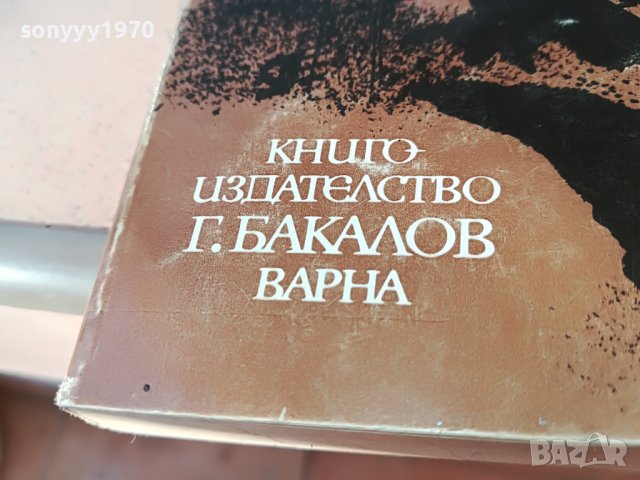 sonyyy1970
КНИГО-
ИЗДАТЕЛСТВО
Г. БАКАЛОВ
ВАРНА
BAZAR